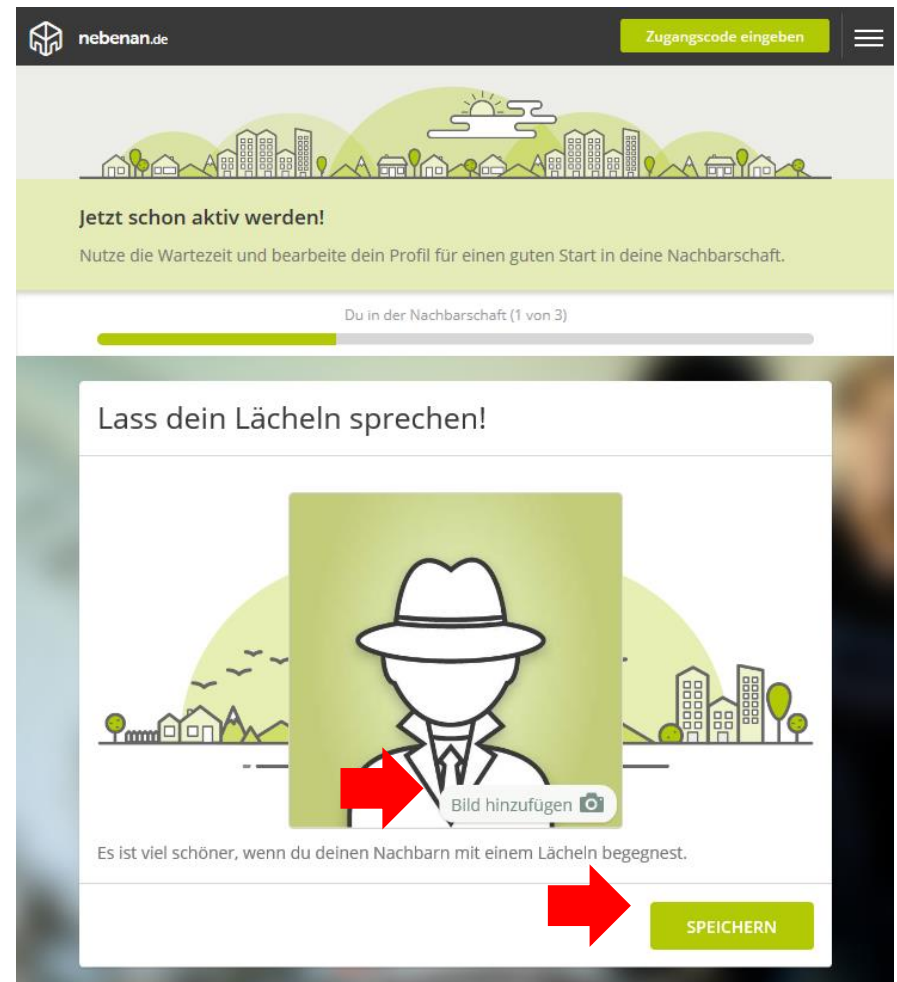 nebenan.de
Zugangscode eingeben
Jetzt schon aktiv werden!
Nutze die Wartezeit und bearbeite dein Profil für einen guten Start in deine Nachbarschaft.
Du in der Nachbarschaft (1 von 3)
Lass dein Lächeln sprechen!
Bild hinzufügen
Es ist viel schöner, wenn du deinen Nachbarn mit einem Lächeln begegnest.
SPEICHERN